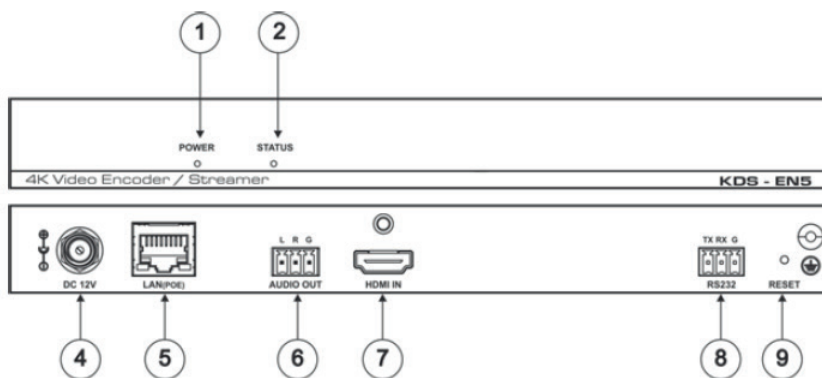 1 2
POWER STATUS
4K Video Encoder / Streamer KDS - EN5
L R G TX RX G
DC 12V LAN(POE) AUDIO OUT HDMI IN RS232 RESET
4 5 6 7 8 9